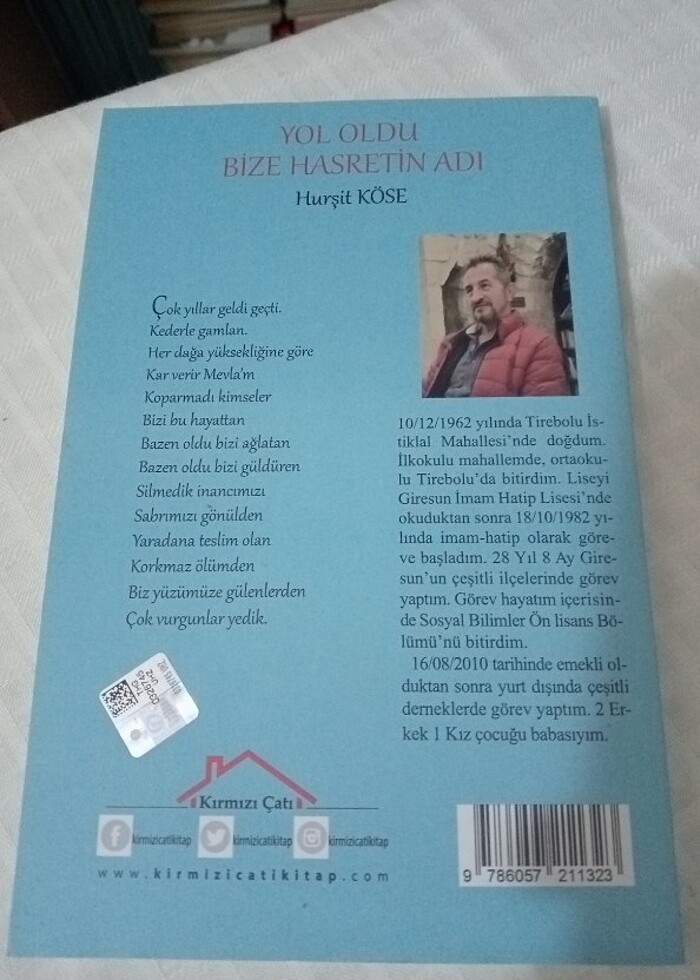 YOL OLDU
BİZE HASRETİN ADI
Hurşit KÖSE
Çok yıllar geldi geçti.
Kederle gamlan.
Her dağa yüksekliğine göre
Kar verir Mevla'm
Koparmadı kimseler
Bizi bu hayattan
Bazen oldu bizi ağlatan
Bazen oldu bizi güldüren
Silmedik inancımızı
Sabrımızı gönülden
Yaradana teslim olan
Korkmaz ölümden
Biz yüzümüze gülenlerden
Çok vurgunlar yedik.
10/12/1962 yılında Tirebolu İs-
tiklal Mahallesi'nde doğdum.
İlkokulu mahallemde, ortaoku-
lu Tirebolu'da bitirdim. Liseyi
Giresun İmam Hatip Lisesi'nde
okuduktan sonra 18/10/1982 yı-
lında imam-hatip olarak göre-
ve başladım. 28 Yıl 8 Ay Gire-
sun'un çeşitli ilçelerinde görev
yaptım. Görev hayatım içerisin-
de Sosyal Bilimler Ön lisans Bö-
lümü'nü bitirdim.
16/08/2010 tarihinde emekli ol-
duktan sonra yurt dışında çeşitli
derneklerde görev yaptım. 2 Er-
kek 1 Kız çocuğu babasıyım.
THG
0326745
UHZ
Kırmızı Çatı
kirmizicatikitap kirmizicatikitap kirmizicatikitap
www.kirmizicatikitap.com
9 786057 211323